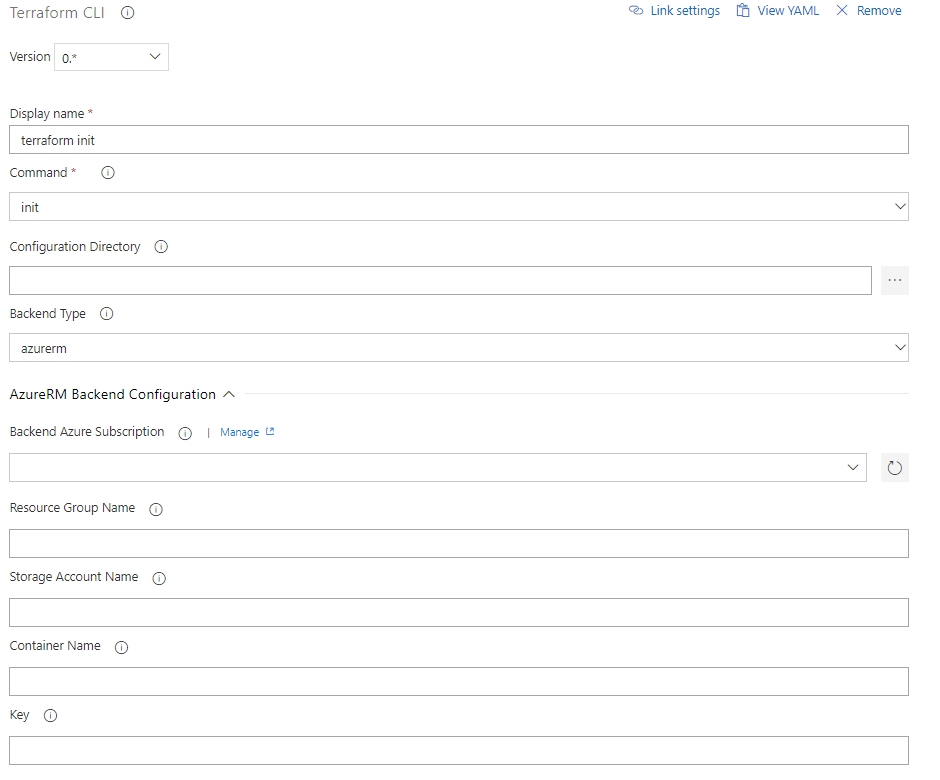 Terraform CLI
Link settings View YAML Remove
Version 0.*
Display name *
terraform init
Command *
init
Configuration Directory
...
Backend Type
azurerm
AzureRM Backend Configuration
Backend Azure Subscription | Manage
Resource Group Name
Storage Account Name
Container Name
Key